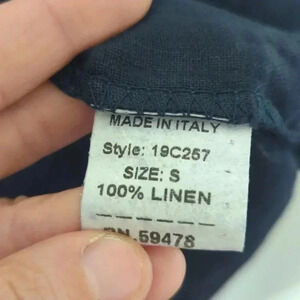 MADE IN ITALY
Style: 19C257
SIZE: S
100% LINEN
RN 59478